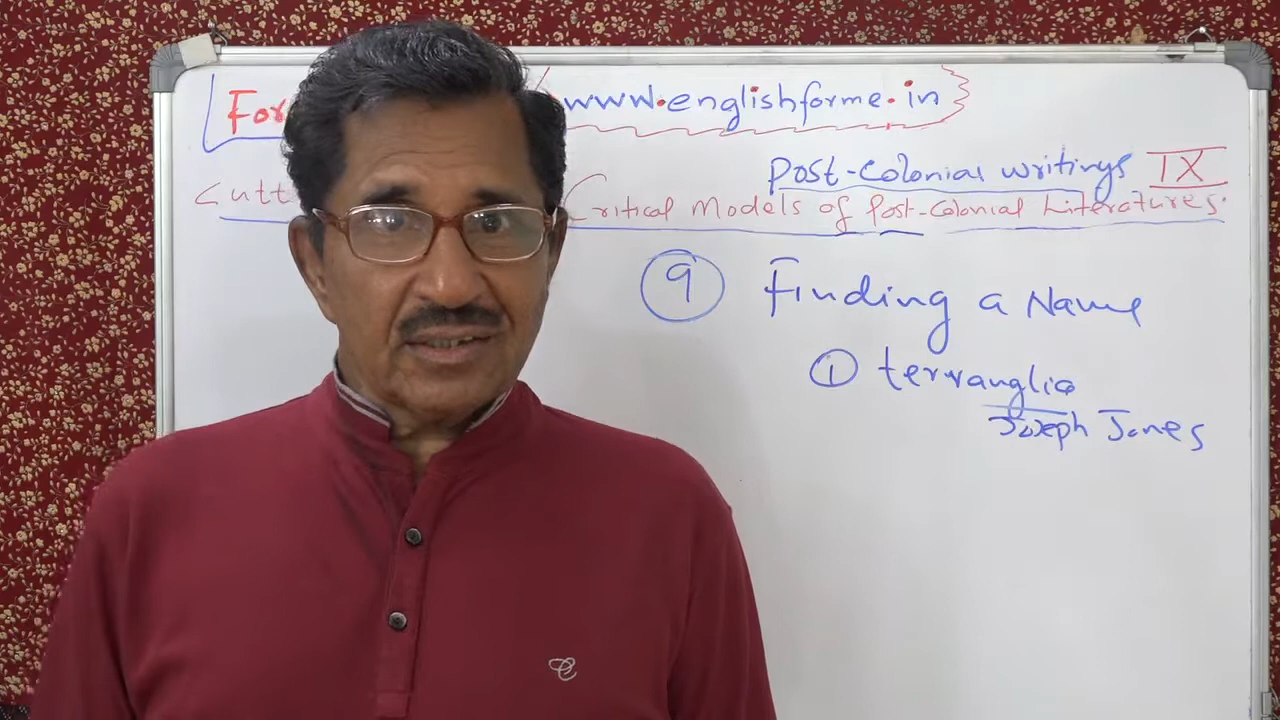 For www.englishforme.in
Post-Colonial writings IX
Cutt Critical Models of Post-Colonial Literatures.
9 Finding a Name
1 terranglia
Joseph Jones